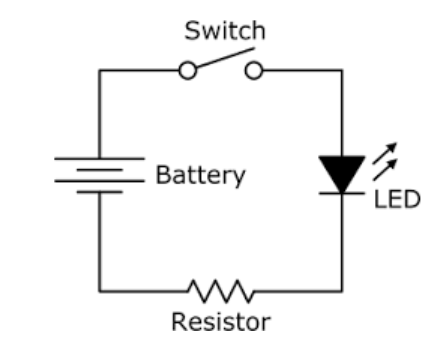 Switch
Battery
LED
Resistor